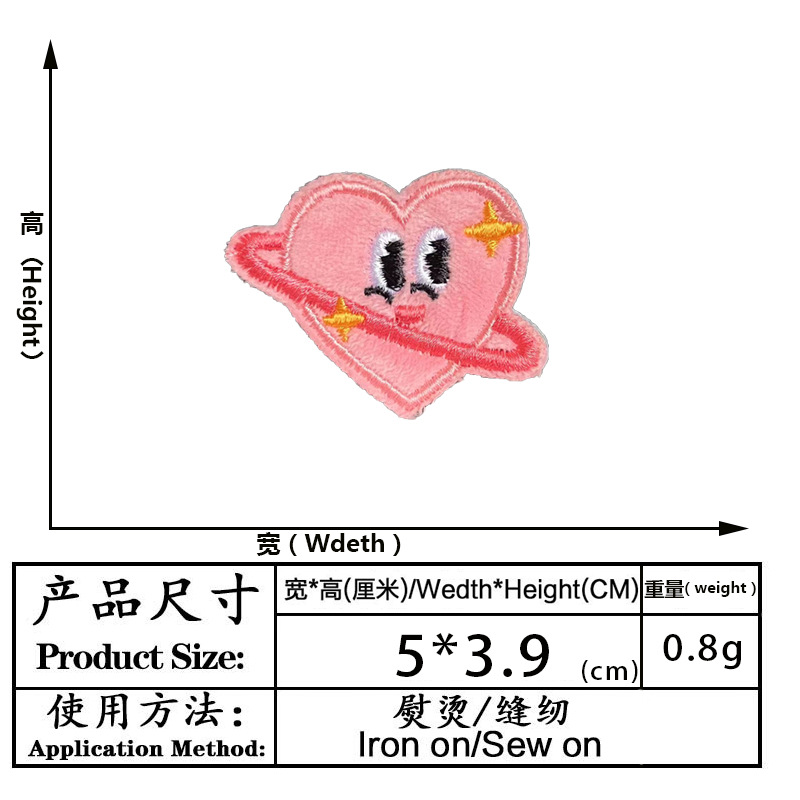 高（Height）
宽（Wdeth）
产品尺寸
Product Size:
宽*高(厘米)/Wedth*Height(CM)
重量( weight )
5*3.9 (cm)
0.8g
使用方法：
Application Method:
熨烫/缝纫
Iron on/Sew on